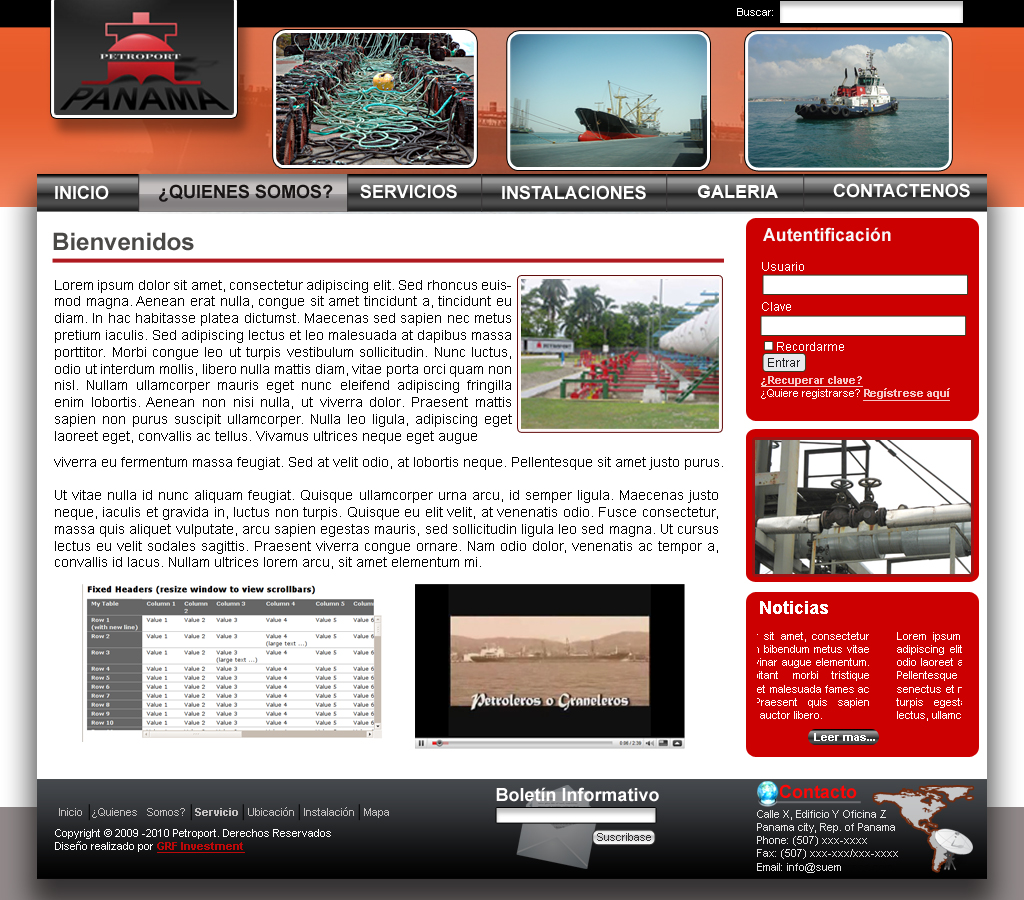 Buscar:
PETROPORT
PANAMA
INICIO ¿QUIENES SOMOS? SERVICIOS INSTALACIONES GALERIA CONTACTENOS
Bienvenidos
Lorem ipsum dolor sit amet, consectetur adipiscing elit. Sed rhoncus euis-
mod magna. Aenean erat nulla, congue sit amet tincidunt a, tincidunt eu
diam. In hac habitasse platea dictumst. Maecenas sed sapien nec metus
pretium iaculis. Sed adipiscing lectus et leo malesuada at dapibus massa
porttitor. Morbi congue leo ut turpis vestibulum sollicitudin. Nunc luctus,
odio ut interdum mollis, libero nulla mattis diam, vitae porta orci quam non
nisl. Nullam ullamcorper mauris eget nunc eleifend adipiscing fringilla
enim lobortis. Aenean non nisi nulla, ut viverra dolor. Praesent mattis
sapien non purus suscipit ullamcorper. Nulla leo ligula, adipiscing eget
laoreet eget, convallis ac tellus. Vivamus ultrices neque eget augue
viverra eu fermentum massa feugiat. Sed at velit odio, at lobortis neque. Pellentesque sit amet justo purus.
Ut vitae nulla id nunc aliquam feugiat. Quisque ullamcorper urna arcu, id semper ligula. Maecenas justo
neque, iaculis et gravida in, luctus non turpis. Quisque eu elit velit, at venenatis odio. Fusce consectetur,
massa quis aliquet vulputate, arcu sapien egestas mauris, sed sollicitudin ligula leo sed magna. Ut cursus
lectus eu velit sodales sagittis. Praesent viverra congue ornare. Nam odio dolor, venenatis ac tempor a,
convallis id lacus. Nullam ultrices lorem arcu, sit amet elementum mi.
Fixed Headers (resize window to view scrollbars)
My Table Column 1 Column 2 Column 3 Column 4 Column 5 Colum
Row 1 (with new line) Value 1 Value 2 Value 3 Value 4 Value 5 Value 6
Row 2 Value 1 Value 2 Value 3 Value 4 (large text ...) Value 5 Value 6
Row 3 Value 1 Value 2 Value 3 (large text ...) Value 4 Value 5 Value 6
Row 4 Value 1 Value 2 Value 3 Value 4 Value 5 Value 6
Row 5 Value 1 Value 2 Value 3 Value 4 Value 5 Value 6
Row 6 Value 1 Value 2 Value 3 Value 4 Value 5 Value 6
Row 7 Value 1 Value 2 Value 3 Value 4 Value 5 Value 6
Row 8 Value 1 Value 2 Value 3 Value 4 Value 5 Value 6
Row 9 Value 1 Value 2 Value 3 Value 4 Value 5 Value 6
Row 10 Value 1 Value 2 Value 3 Value 4 Value 5 Value 6
Petroleros o Graneleros
Autentificación
Usuario
Clave
Recordarme
Entrar
¿Recuperar clave?
¿Quiere registrarse? Regístrese aquí
Noticias
sit amet, consectetur
bibendum metus vitae
augue elementum.
morbi tristique
et malesuada fames ac
Praesent quis sapien
auctor libero.
Lorem ipsum
adipiscing elit
odio laoreet a
Pellentesque
senectus et
turpis
lectus,
Leer mas...
Inicio ¿Quienes Somos? Servicio Ubicación Instalación Mapa
Copyright © 2009 -2010 Petroport. Derechos Reservados
Diseño realizado por GRF Investment
Boletín Informativo
Suscribase
Contacto
Calle X, Edificio Y Oficina Z
Panama city, Rep. of Panama
Phone: (507) xxx-xxxx
Fax: (507) xxx-xxx/xxx-xxxx
Email: info@suem